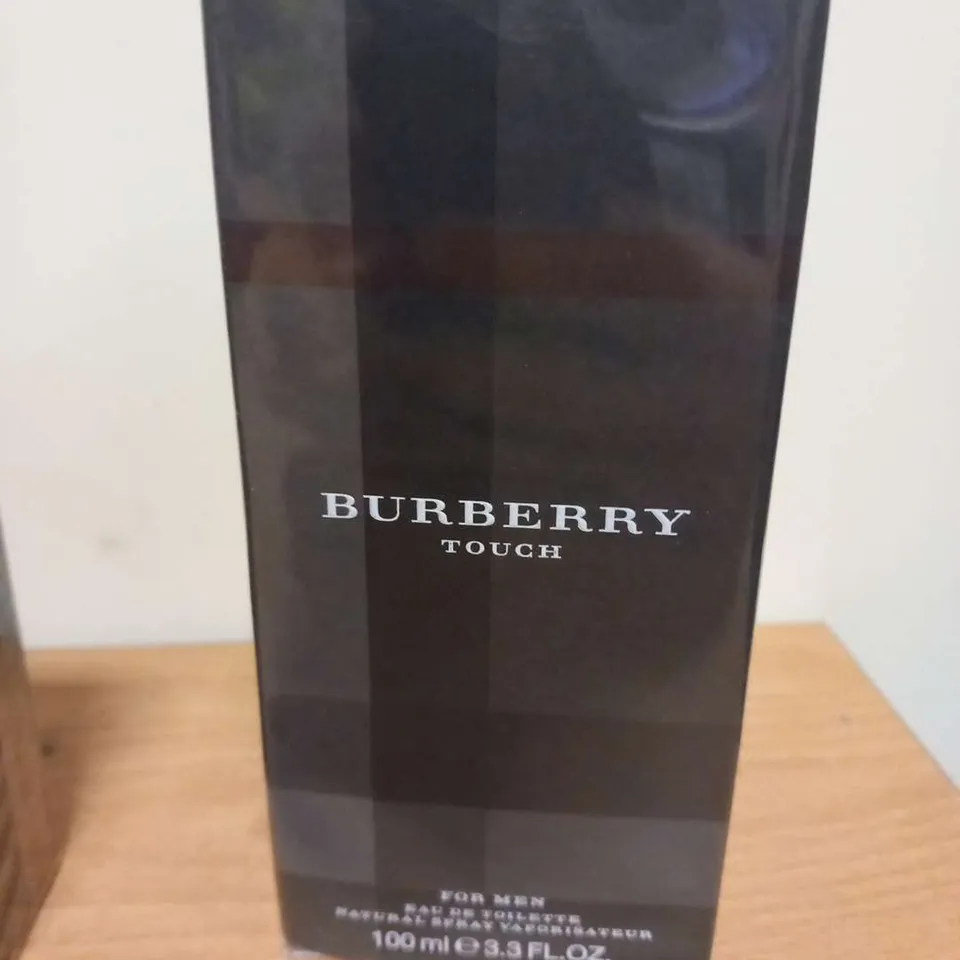 BURBERRY
TOUCH
FOR MEN
EAU DE TOILETTE
NATURAL SPRAY VAPORISATEUR
100 ml ℮ 3.3 FL.OZ.